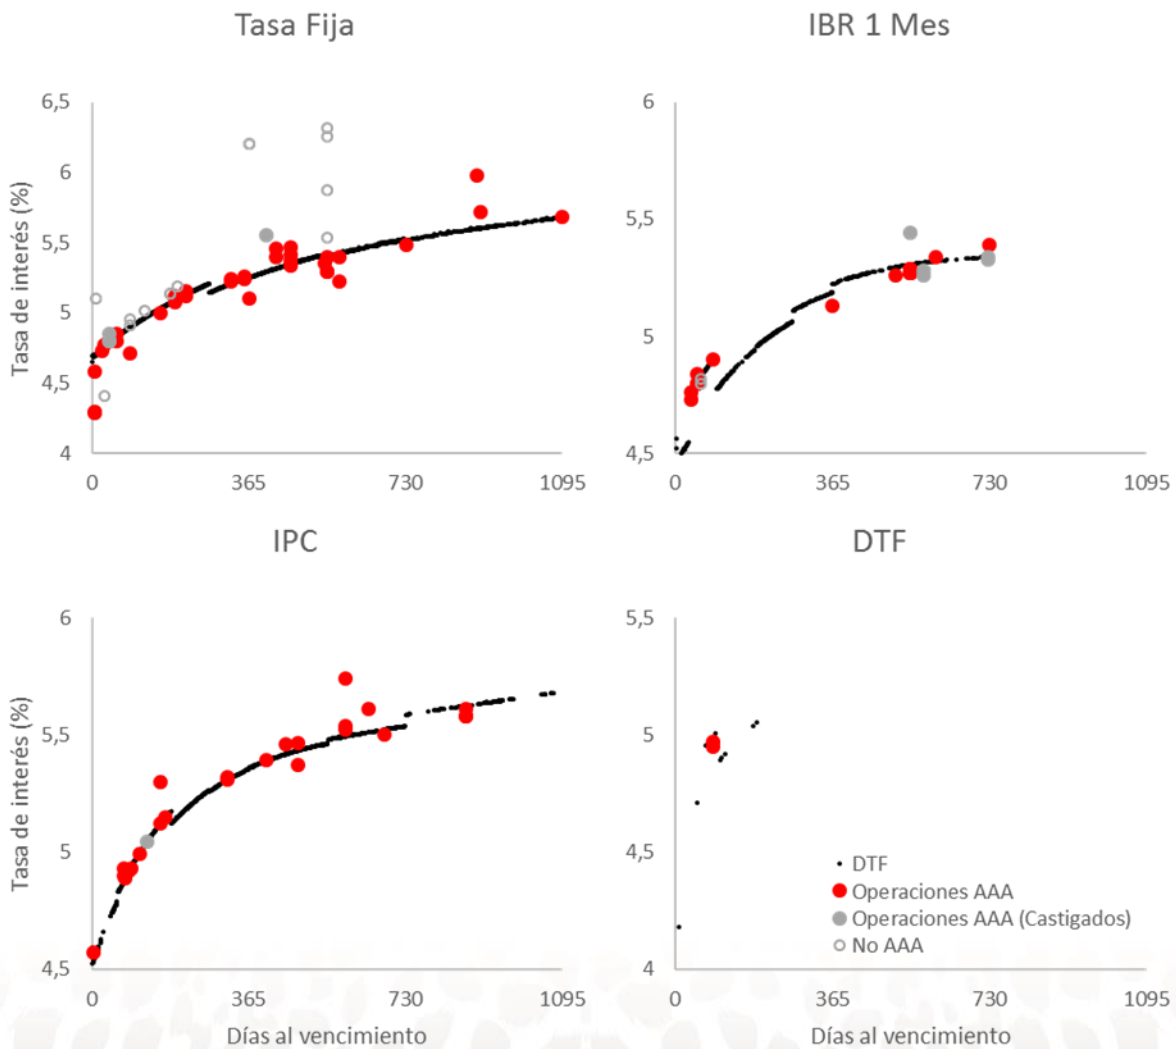 Tasa Fija
Tasa de interés (%)
6,5
6
5,5
5
4,5
4
0
365
730
1095
IBR 1 Mes
6
5,5
5
4,5
0
365
730
1095
IPC
Tasa de interés (%)
6
5,5
5
4,5
0
365
730
1095
Días al vencimiento
DTF
5,5
5
4,5
4
DTF
Operaciones AAA
Operaciones AAA (Castigados)
No AAA
0
365
730
1095
Días al vencimiento